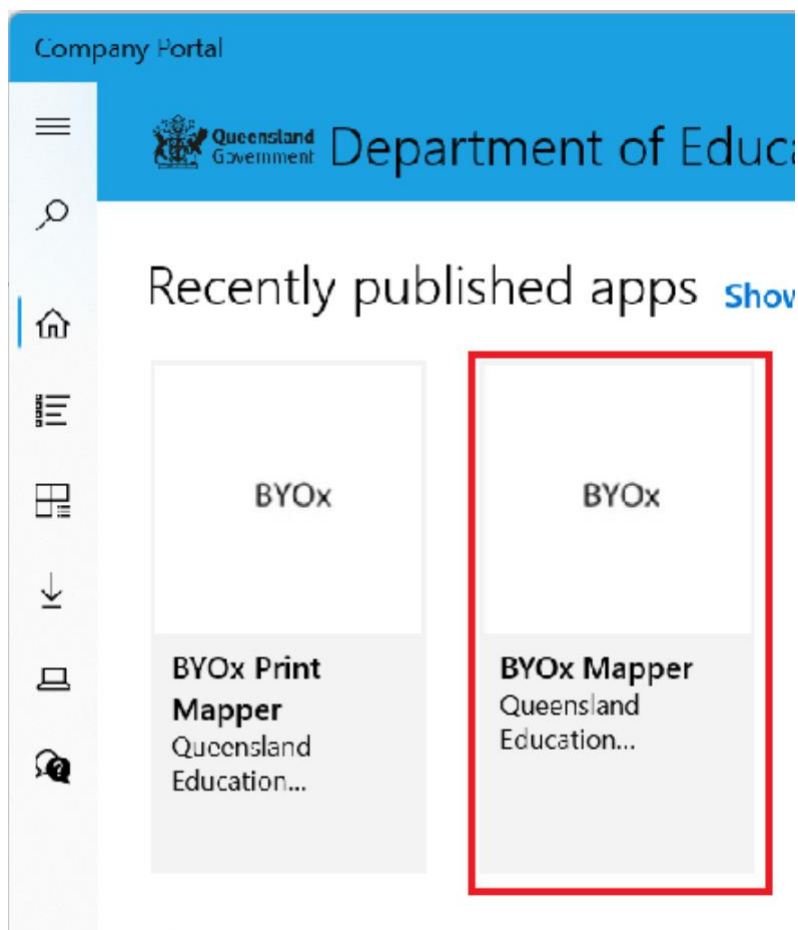 Company Portal
Queensland
Government
Department of Educa
Recently published apps Show
BYOx
BYOx
BYOx Print
Mapper
Queensland
Education...
BYOx Mapper
Queensland
Education...